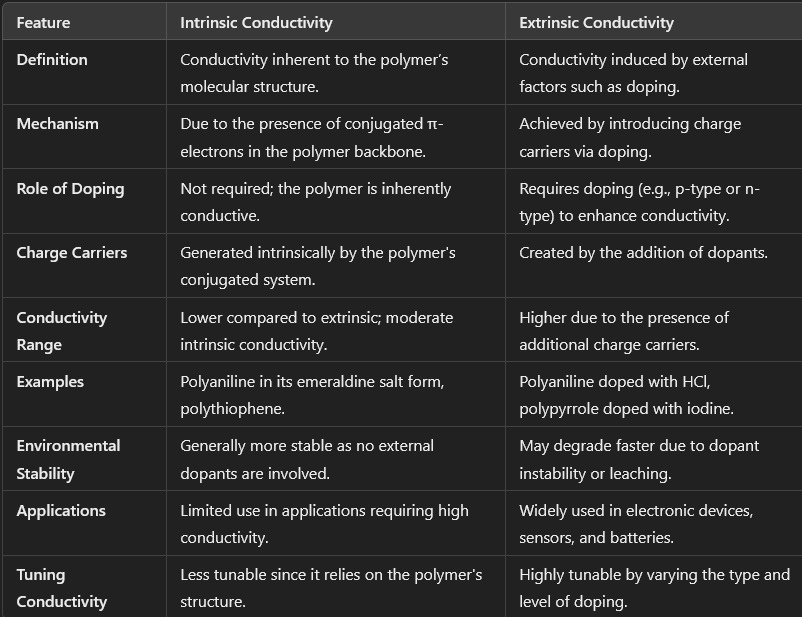 Feature Intrinsic Conductivity Extrinsic Conductivity
Definition Conductivity inherent to the polymer’s Conductivity induced by external
molecular structure. factors such as doping.
Mechanism Due to the presence of conjugated π- Achieved by introducing charge
electrons in the polymer backbone. carriers via doping.
Role of Doping Not required; the polymer is inherently Requires doping (e.g., p-type or n-
conductive. type) to enhance conductivity.
Charge Carriers Generated intrinsically by the polymer's Created by the addition of dopants.
conjugated system.
Conductivity Lower compared to extrinsic; moderate Higher due to the presence of
Range intrinsic conductivity. additional charge carriers.
Examples Polyaniline in its emeraldine salt form, Polyaniline doped with HCl,
polythiophene. polypyrrole doped with iodine.
Environmental Generally more stable as no external May degrade faster due to dopant
Stability dopants are involved. instability or leaching.
Applications Limited use in applications requiring high Widely used in electronic devices,
conductivity. sensors, and batteries.
Tuning Less tunable since it relies on the polymer's Highly tunable by varying the type and
Conductivity structure. level of doping.